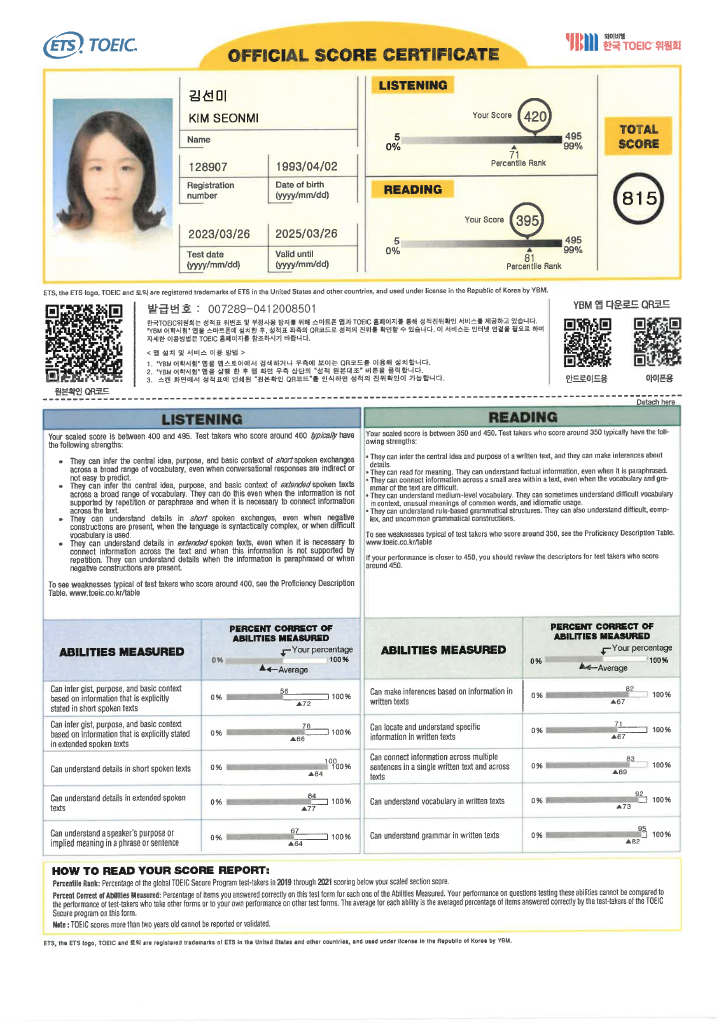 ETS. TOEIC.
OFFICIAL SCORE CERTIFICATE
YBM 와이비엠
한국 TOEIC 위원회
김선미
KIM SEONMI
Name
128907
1993/04/02
Registration number
Date of birth (yyyy/mm/dd)
2023/03/26
2025/03/26
Test date (yyyy/mm/dd)
Valid until (yyyy/mm/dd)
LISTENING
Your Score 420
5 495
0% 99%
71
Percentile Rank
READING
Your Score 395
5 495
0% 99%
81
Percentile Rank
TOTAL SCORE
815
ETS, the ETS logo, TOEIC and 토익 are registered trademarks of ETS in the United States and other countries, and used under license in the Republic of Korea by YBM.
원본확인 QR코드
발급번호 : 007289-0412008501
한국TOEIC위원회는 성적표 위변조 및 부정사용 방지를 위해 스마트폰 앱과 TOEIC 홈페이지를 통해 성적진위확인 서비스를 제공하고 있습니다.
"YBM 어학시험" 앱을 스마트폰에 설치한 후, 성적표 좌측의 QR코드로 성적의 진위를 확인할 수 있습니다. 이 서비스는 인터넷 연결을 필요로 하며
자세한 이용방법은 TOEIC 홈페이지를 참조하시기 바랍니다.
< 앱 설치 및 서비스 이용 방법 >
1. "YBM 어학시험" 앱을 앱스토어에서 검색하거나 우측에 보이는 QR코드를 이용해 설치합니다.
2. "YBM 어학시험" 앱을 실행 한 후 앱 화면 우측 상단의 "성적 원본대조" 버튼을 클릭합니다.
3. 스캔 화면에서 성적표에 인쇄된 "원본확인 QR코드"를 인식하면 성적의 진위확인이 가능합니다.
YBM 앱 다운로드 QR코드
안드로이드용
아이폰용
Detach here
LISTENING
Your scaled score is between 400 and 495. Test takers who score around 400 typically have
the following strengths:
• They can infer the central idea, purpose, and basic context of short spoken exchanges
across a broad range of vocabulary, even when conversational responses are indirect or
not easy to predict.
• They can infer the central idea, purpose, and basic context of extended spoken texts
across a broad range of vocabulary. They can do this even when the information is not
supported by repetition or paraphrase and when it is necessary to connect information
across the text.
• They can understand details in short spoken exchanges, even when negative
constructions are present, when the language is syntactically complex, or when difficult
vocabulary is used.
• They can understand details in extended spoken texts, even when it is necessary to
connect information across the text and when this information is not supported by
repetition. They can understand details when the information is paraphrased or when
negative constructions are present.
To see weaknesses typical of test takers who score around 400, see the Proficiency Description
Table. www.toeic.co.kr/table
READING
Your scaled score is between 350 and 450. Test takers who score around 350 typically have the fol-
lowing strengths:
• They can infer the central idea and purpose of a written text, and they can make inferences about
details.
• They can read for meaning. They can understand factual information, even when it is paraphrased.
• They can connect information across a small area within a text, even when the vocabulary and gra-
mmar of the text are difficult.
• They can understand medium-level vocabulary. They can sometimes understand difficult vocabulary
in context, unusual meanings of common words, and idiomatic usage.
• They can understand rule-based grammatical structures. They can also understand difficult, comp-
lex, and uncommon grammatical constructions.
To see weaknesses typical of test takers who score around 350, see the Proficiency Description Table.
www.toeic.co.kr/table
If your performance is closer to 450, you should review the descriptors for test takers who score
around 450.
ABILITIES MEASURED
PERCENT CORRECT OF
ABILITIES MEASURED
Your percentage
0% 100%
Average
Can infer gist, purpose, and basic context
based on information that is explicitly
stated in short spoken texts
56
0% 100%
72
Can infer gist, purpose, and basic context
based on information that is explicitly stated
in extended spoken texts
78
0% 100%
66
Can understand details in short spoken texts
100
0% 100%
84
Can understand details in extended spoken
texts
84
0% 100%
77
Can understand a speaker's purpose or
implied meaning in a phrase or sentence
67
0% 100%
64
ABILITIES MEASURED
PERCENT CORRECT OF
ABILITIES MEASURED
Your percentage
0% 100%
Average
Can make inferences based on information in
written texts
82
0% 100%
67
Can locate and understand specific
information in written texts
71
0% 100%
67
Can connect information across multiple
sentences in a single written text and across
texts
83
0% 100%
69
Can understand vocabulary in written texts
92
0% 100%
73
Can understand grammar in written texts
95
0% 100%
82
HOW TO READ YOUR SCORE REPORT:
Percentile Rank: Percentage of the global TOEIC Secure Program test-takers in 2019 through 2021 scoring below your scaled section score.
Percent Correct of Abilities Measured: Percentage of items you answered correctly on this test form for each one of the Abilities Measured. Your performance on questions testing these abilities cannot be compared to
the performance of test-takers who take other forms or to your own performance on other test forms. The average for each ability is the averaged percentage of items answered correctly by the test-takers of the TOEIC
Secure program on this form.
Note : TOEIC scores more than two years old cannot be reported or validated.
ETS, the ETS logo, TOEIC and 토익 are registered trademarks of ETS in the United States and other countries, and used under license in the Republic of Korea by YBM.